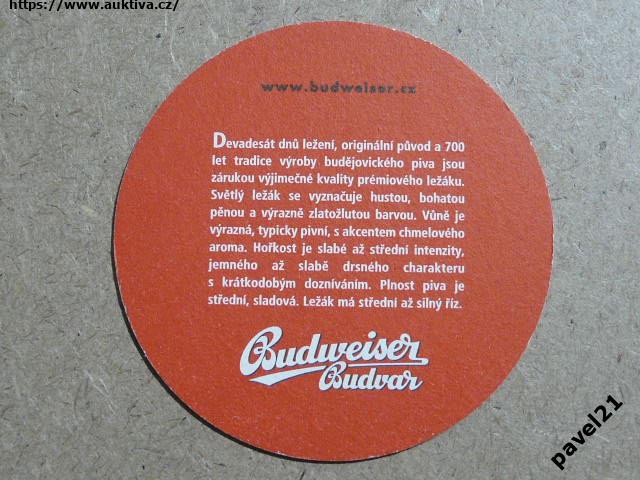 https://www.auktiva.cz/
www.budweiser.cz
Devadesát dnů ležení, originální původ a 700
let tradice výroby budějovického piva jsou
zárukou výjimečné kvality prémiového ležáku.
Světlý ležák se vyznačuje hustou, bohatou
pěnou a výrazně zlatožlutou barvou. Vůně je
výrazná, typicky pivní, s akcentem chmelového
aroma. Hořkost je slabé až střední intenzity,
jemného až slabě drsného charakteru
s krátkodobým dozníváním. Plnost piva je
střední, sladová. Ležák má střední až silný říz.
Budweiser
Budvar
pavel21